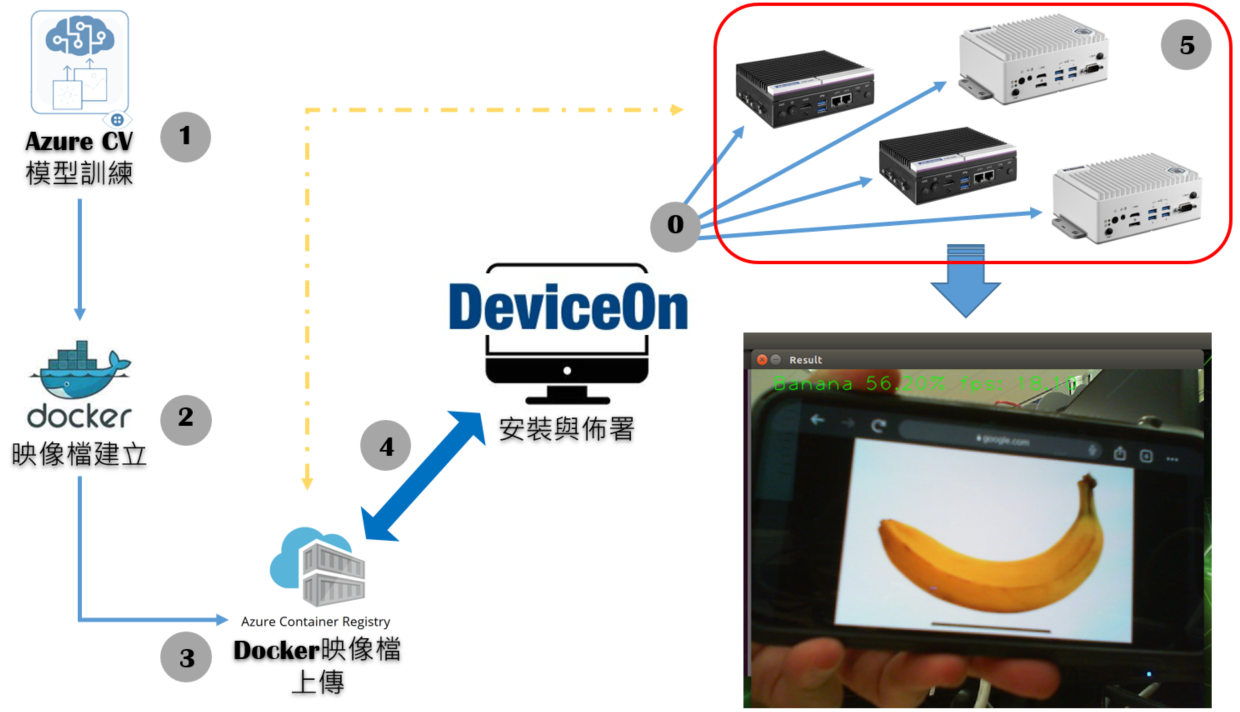 Azure CV
模型訓練
1
docker
映像檔建立
2
Azure Container Registry
Docker映像檔
上傳
3
4
DeviceOn
安裝與佈署
0
5
Result
Banana 56.20% fps: 18.1
google.com